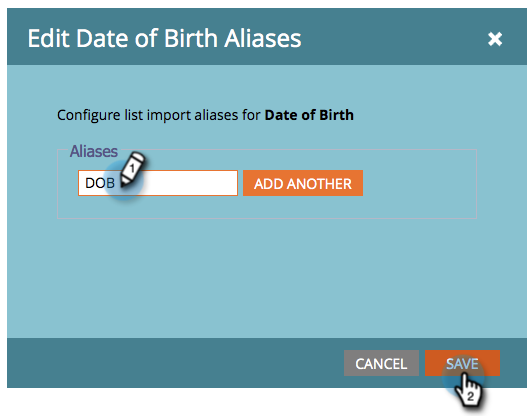 Edit Date of Birth Aliases
Configure list import aliases for Date of Birth
Aliases
DOB
1
ADD ANOTHER
CANCEL
SAVE
2